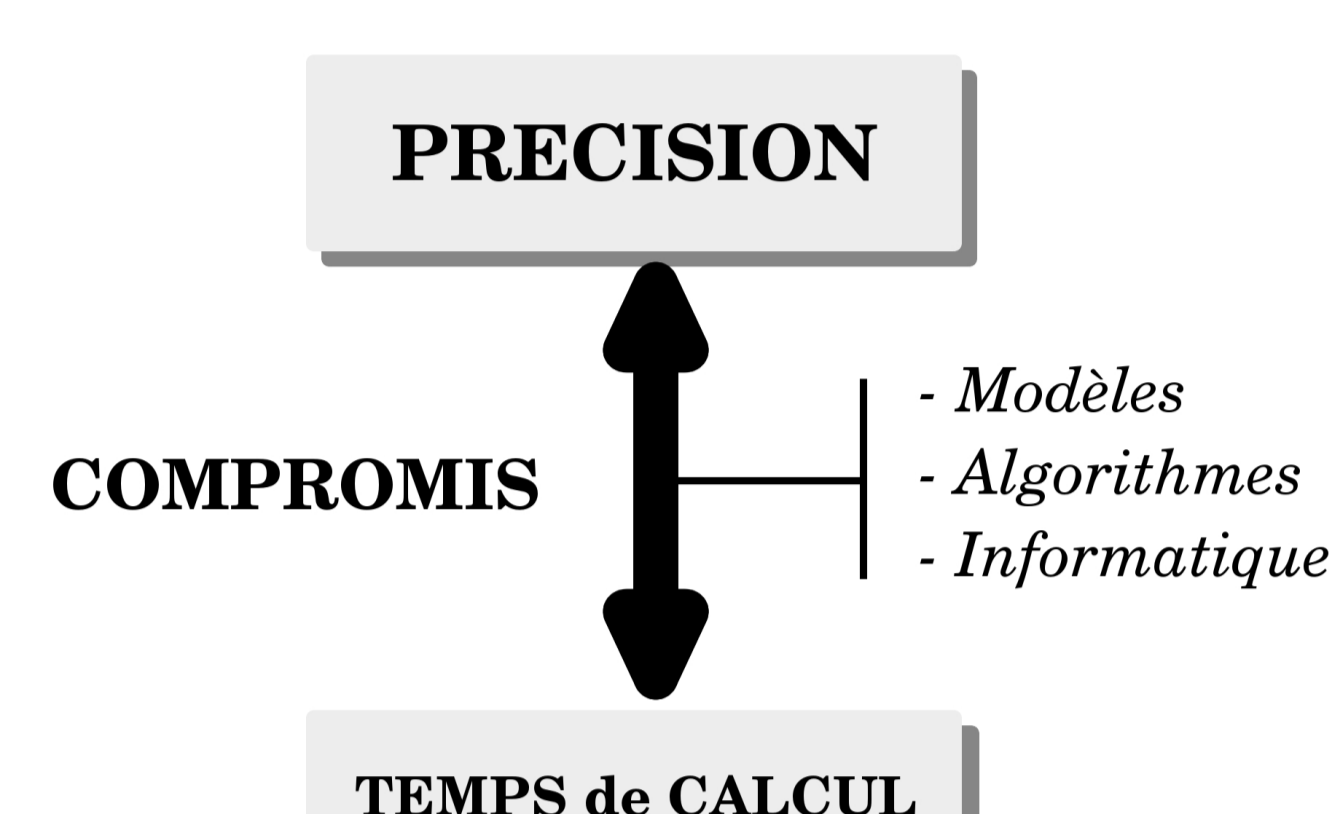 PRECISION
- Modèles
COMPROMIS
- Algorithmes
- Informatique
TEMPS de CALCUL